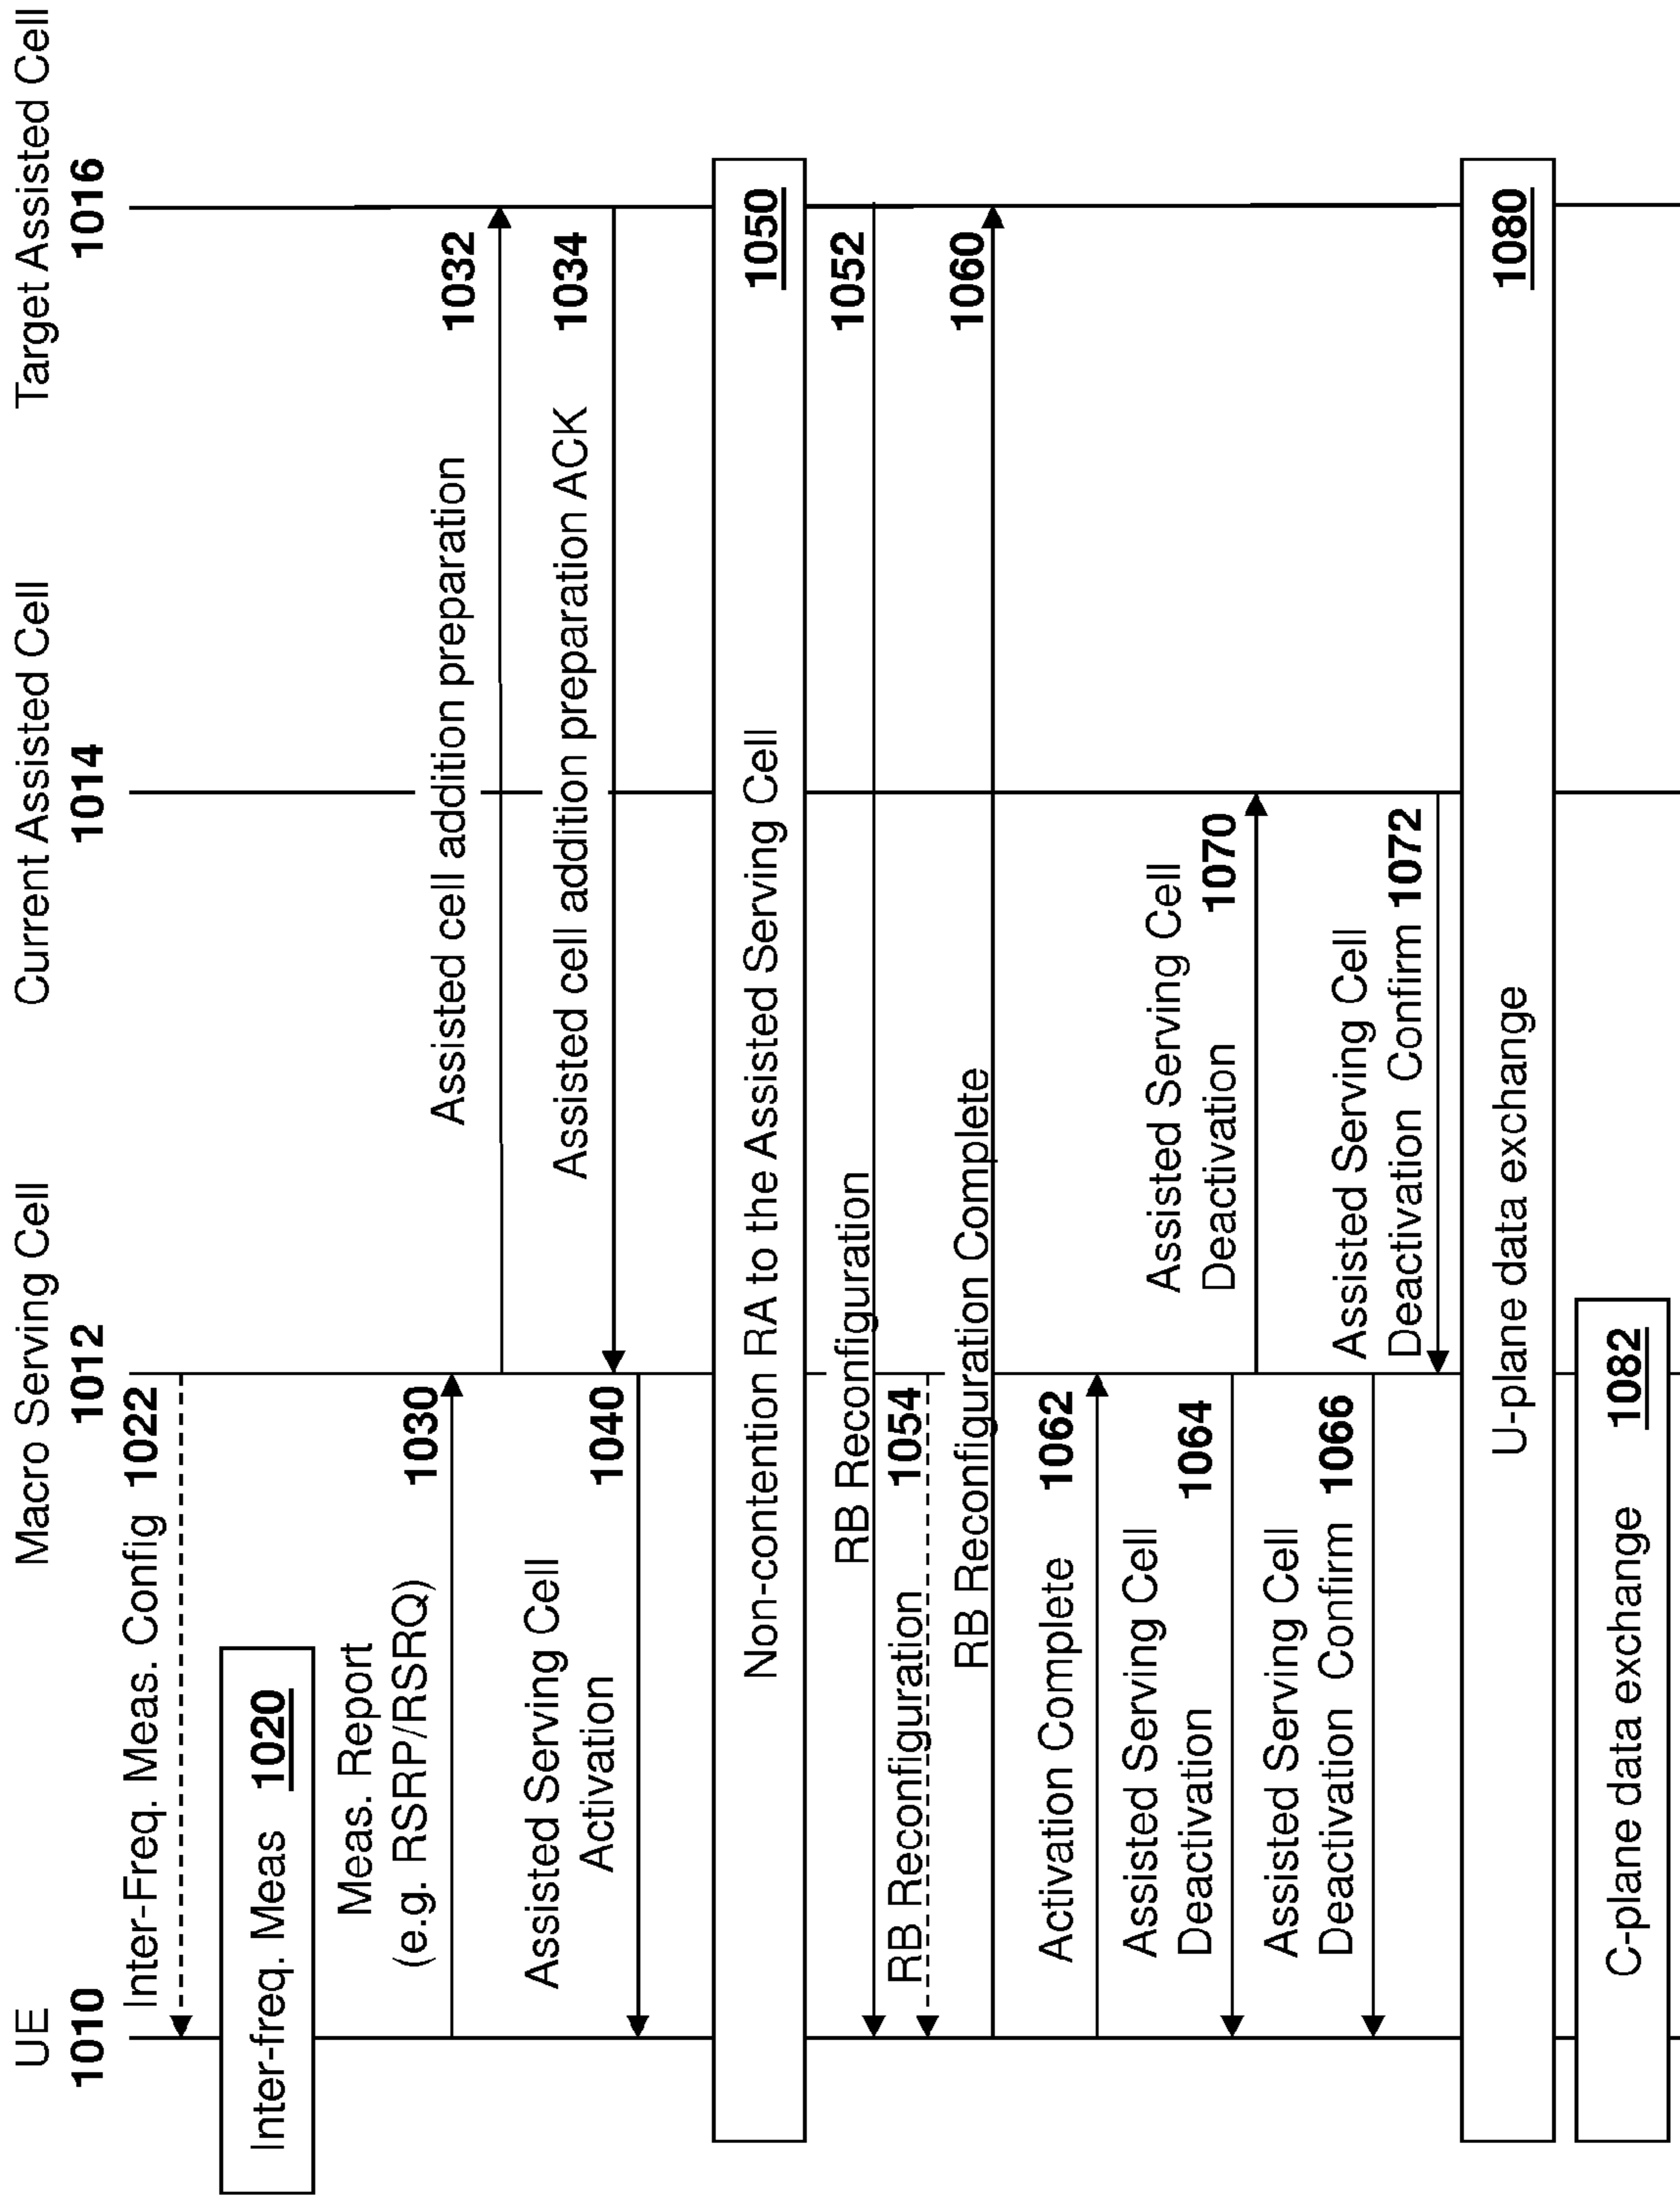 UE
1010
Macro Serving Cell
1012
Current Assisted Cell
1014
Target Assisted Cell
1016
Inter-Freq. Meas. Config 1022
Inter-freq. Meas 1020
Meas. Report
(e.g. RSRP/RSRQ)
1030
Assisted cell addition preparation
1032
Assisted cell addition preparation ACK
1034
Assisted Serving Cell
Activation
1040
Non-contention RA to the Assisted Serving Cell
1050
RB Reconfiguration
1052
RB Reconfiguration 1054
RB Reconfiguration Complete
1060
Activation Complete 1062
Assisted Serving Cell
Deactivation
1064
Assisted Serving Cell
Deactivation
1070
Assisted Serving Cell
Deactivation Confirm 1066
Assisted Serving Cell
Deactivation Confirm 1072
U-plane data exchange
1080
C-plane data exchange 1082